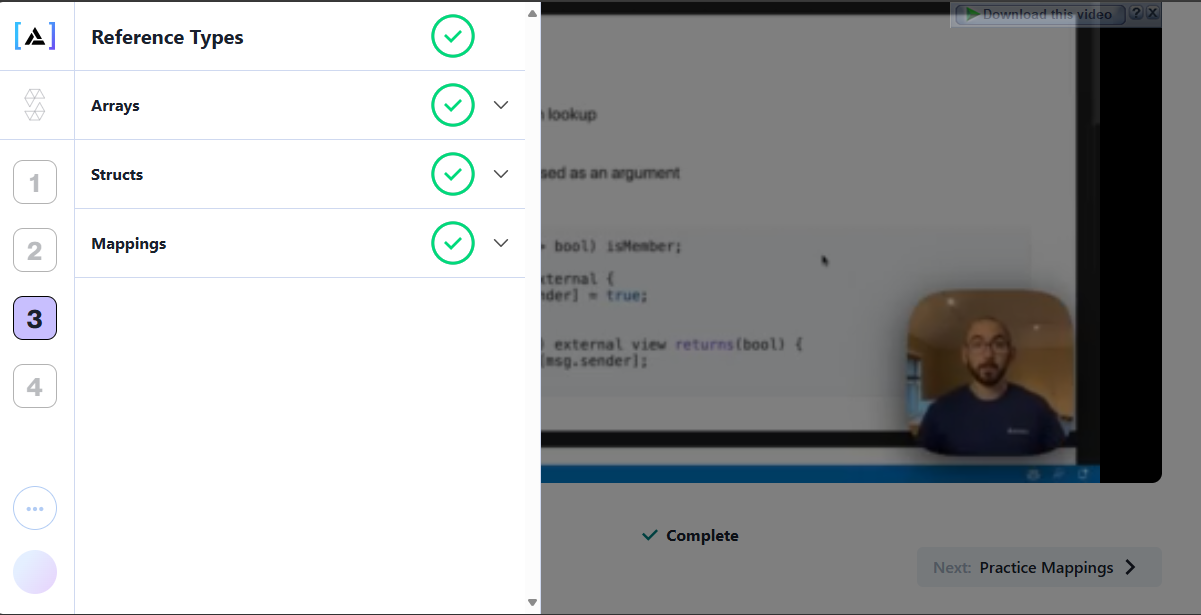 Reference Types
Arrays
Structs
Mappings
1
2
3
4
Download this video
?
X
lookup
sed as an argument
bool) isMember;
xternal {
nder] = true;
) external view returns(bool) {
[msg.sender];
Complete
Next: Practice Mappings